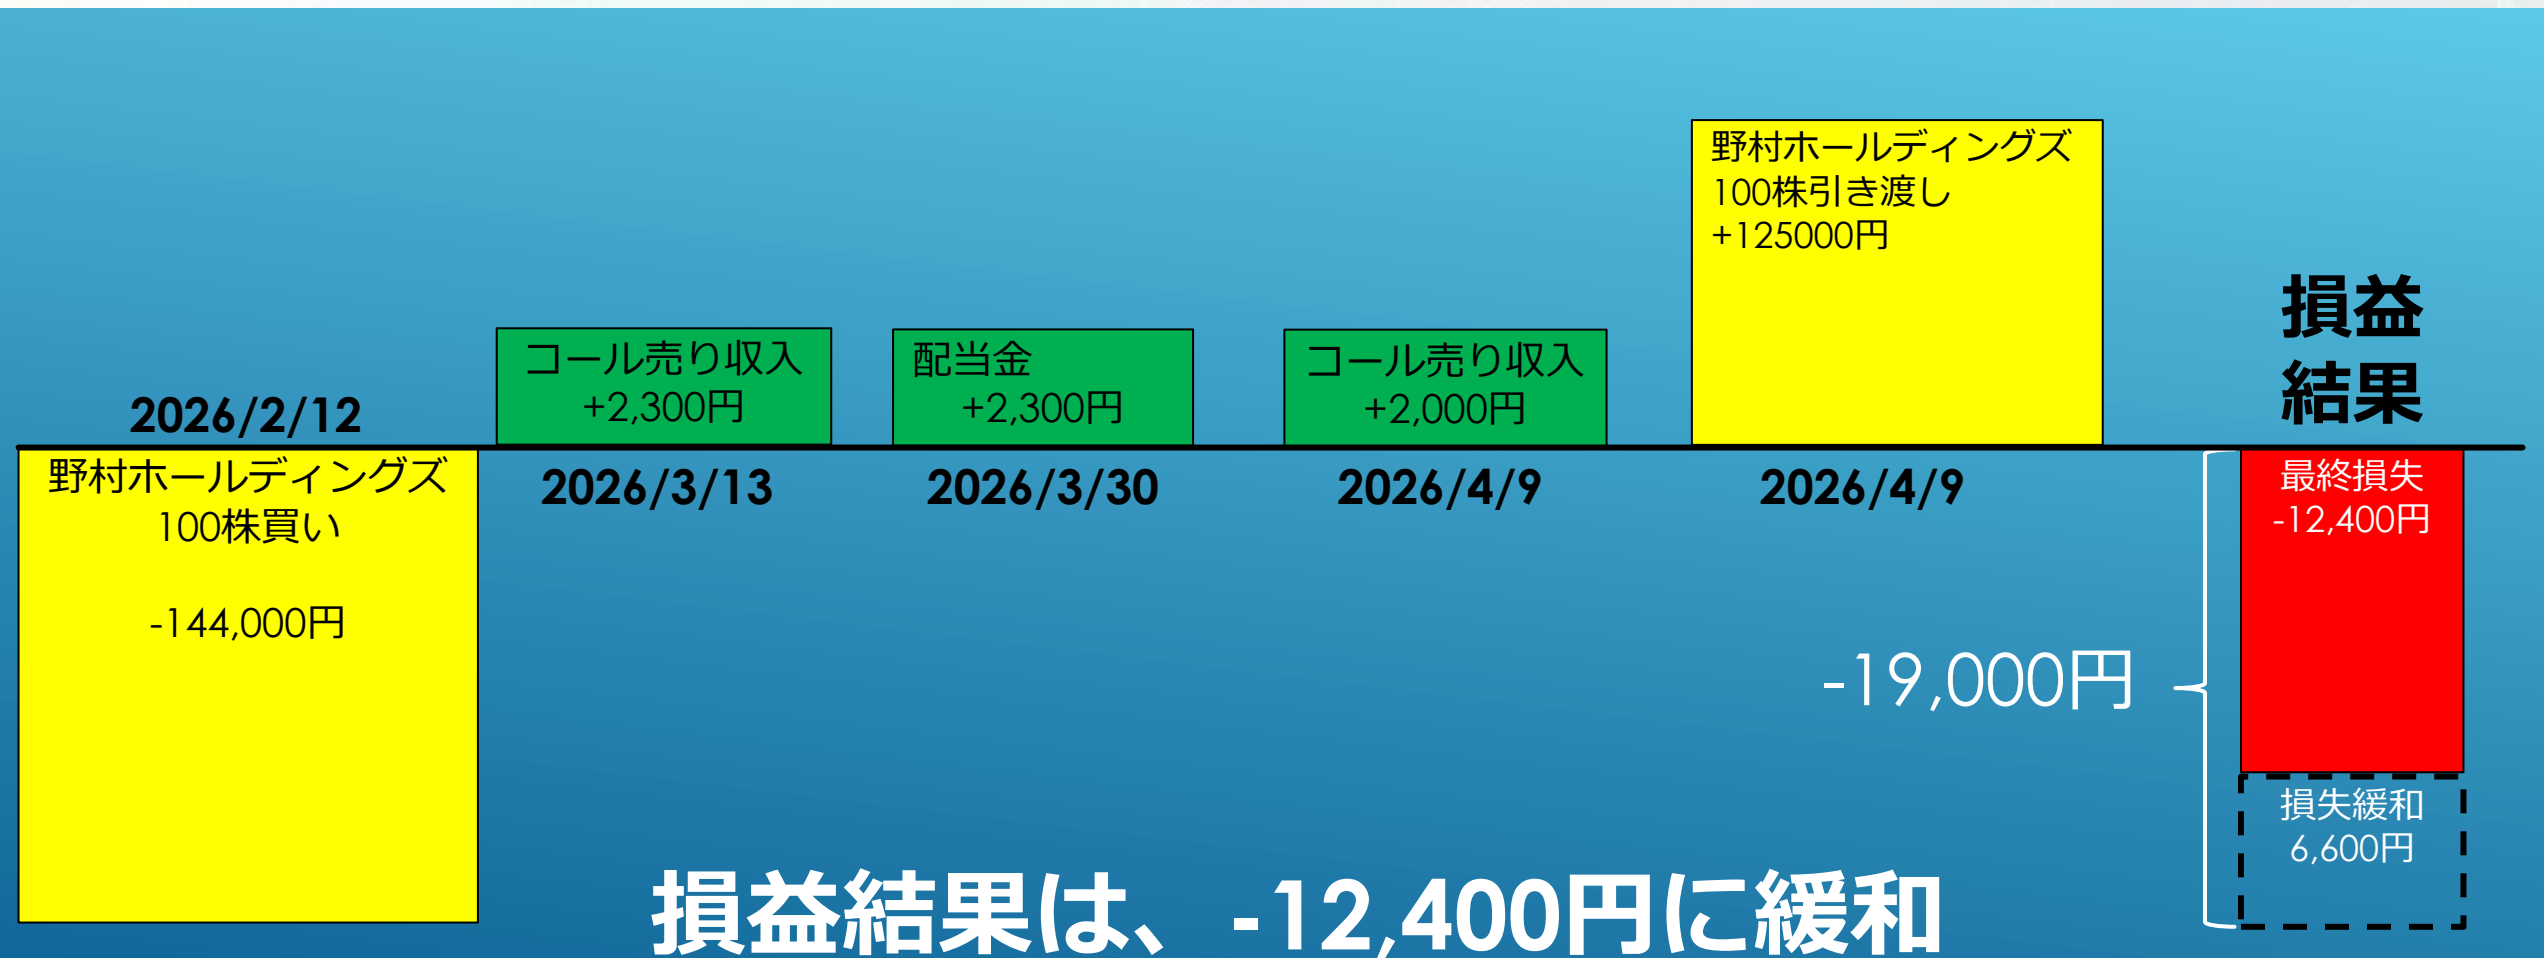 2026/2/12
野村ホールディングズ
100株買い
-144,000円
コール売り収入
+2,300円
2026/3/13
配当金
+2,300円
2026/3/30
コール売り収入
+2,000円
2026/4/9
野村ホールディングズ
100株引き渡し
+125000円
2026/4/9
損益
結果
最終損失
-12,400円
-19,000円
損失緩和
6,600円
損益結果は、-12,400円に緩和